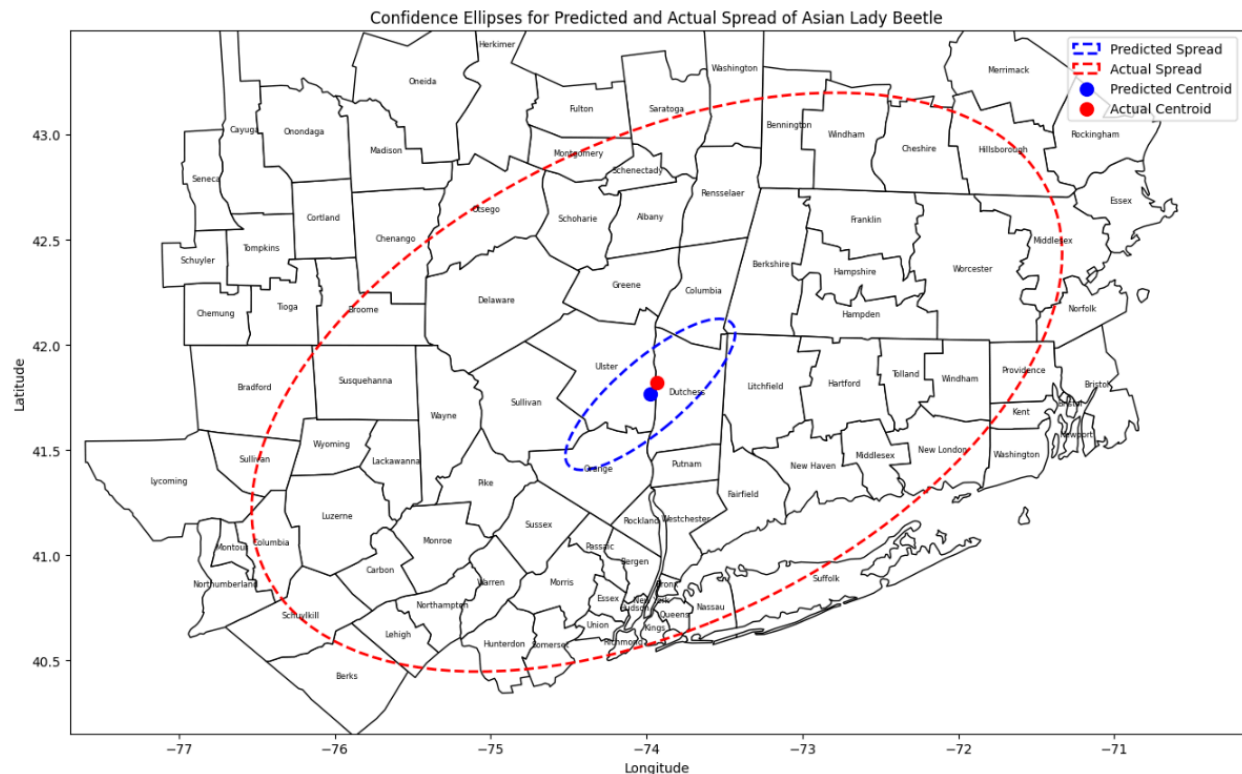 Confidence Ellipses for Predicted and Actual Spread of Asian Lady Beetle
Predicted Spread
Actual Spread
Predicted Centroid
Actual Centroid
Herkimer
Washington
Merrimack
Oneida
Fulton
Saratoga
Cayuga
Onondaga
Madison
Bennington
Windham
Cheshire
Hillsborough
Rockingham
Montgomery
Schenectady
Seneca
Rensselaer
Essex
Otsego
Cortland
Schoharie
Albany
Franklin
Chenango
Middlesex
Tompkins
Schuyler
Berkshire
Hampshire
Worcester
Greene
Columbia
Delaware
Tioga
Broome
Chemung
Hampden
Norfolk
Ulster
Bradford
Susquehanna
Sullivan
Dutchess
Litchfield
Hartford
Tolland
Windham
Providence
Bristol
Bristol
Wayne
Kent
Newport
Wyoming
Sullivan
Lackawanna
Lycoming
Orange
Putnam
New Haven
Middlesex
New London
Washington
Pike
Fairfield
Luzerne
Sussex
Rockland
Westchester
Columbia
Montour
Monroe
Passaic
Bergen
Carbon
Northumberland
Warren
Morris
Bronx
Suffolk
Essex
New York
Hudson
Nassau
Northampton
Schuylkill
Union
Queens
Kings
Lehigh
Hunterdon
Somerset
Richmond
Berks
43.0
42.5
42.0
41.5
41.0
40.5
Latitude
−77
−76
−75
−74
−73
−72
−71
Longitude